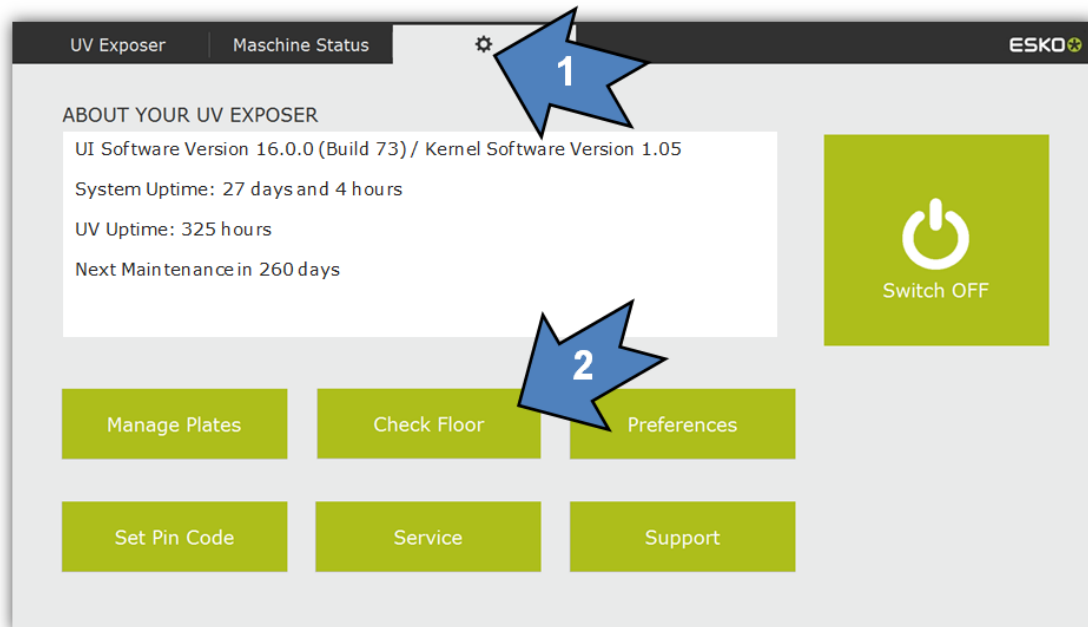 UV Exposer
Maschine Status
ESKO
1
ABOUT YOUR UV EXPOSER
UI Software Version 16.0.0 (Build 73) / Kernel Software Version 1.05
System Uptime: 27 days and 4 hours
UV Uptime: 325 hours
Next Maintenance in 260 days
Switch OFF
2
Manage Plates
Check Floor
Preferences
Set Pin Code
Service
Support